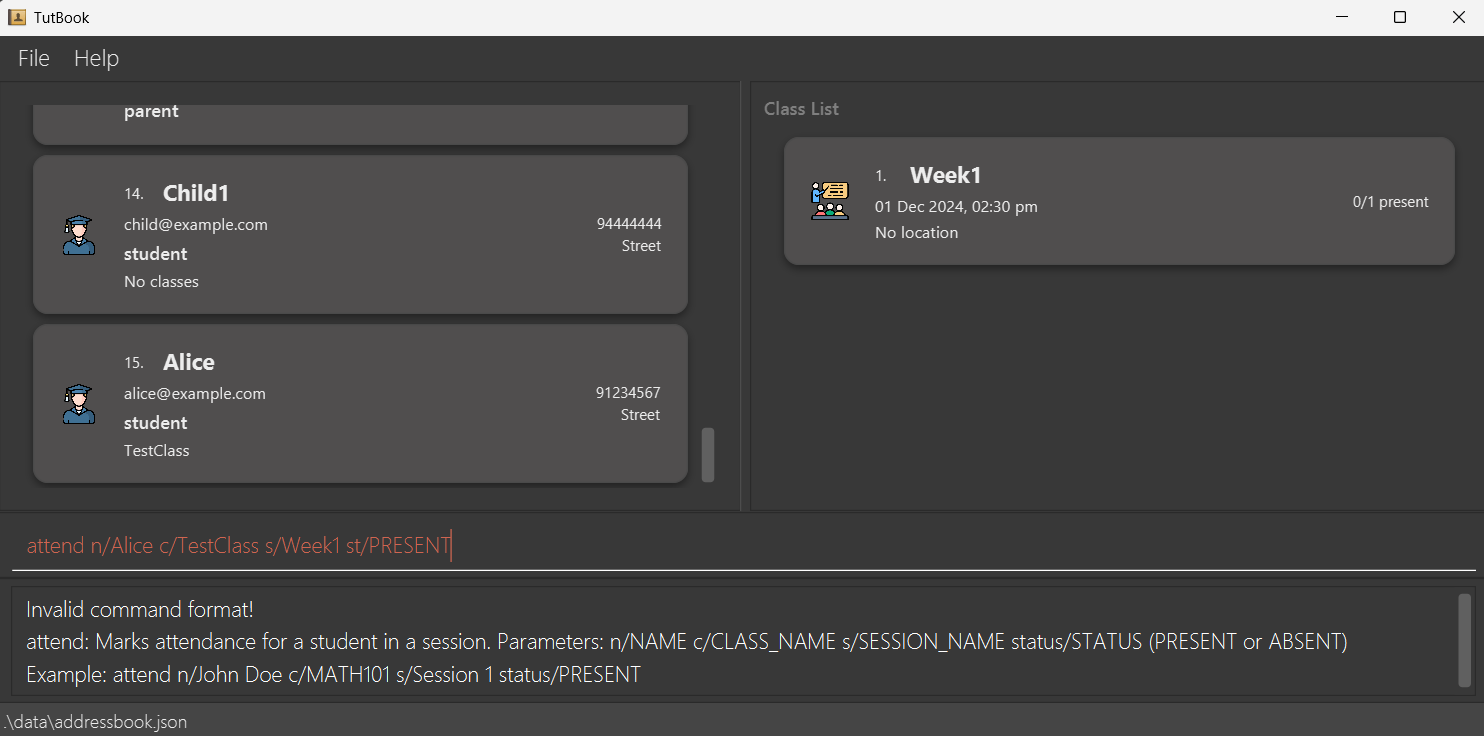 TutBook
File Help
parent
14. Child1
child@example.com 94444444
student Street
No classes
15. Alice
alice@example.com 91234567
student Street
TestClass
Class List
1. Week1
01 Dec 2024, 02:30 pm 0/1 present
No location
attend n/Alice c/TestClass s/Week1 st/PRESENT
Invalid command format!
attend: Marks attendance for a student in a session. Parameters: n/NAME c/CLASS_NAME s/SESSION_NAME status/STATUS (PRESENT or ABSENT)
Example: attend n/John Doe c/MATH101 s/Session 1 status/PRESENT
.\data\addressbook.json